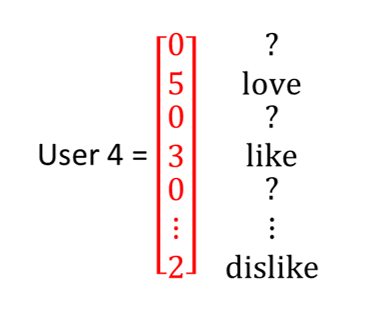 0 ?
5 love
0 ?
User 4 = 3 like
0 ?
⋮ ⋮
2 dislike